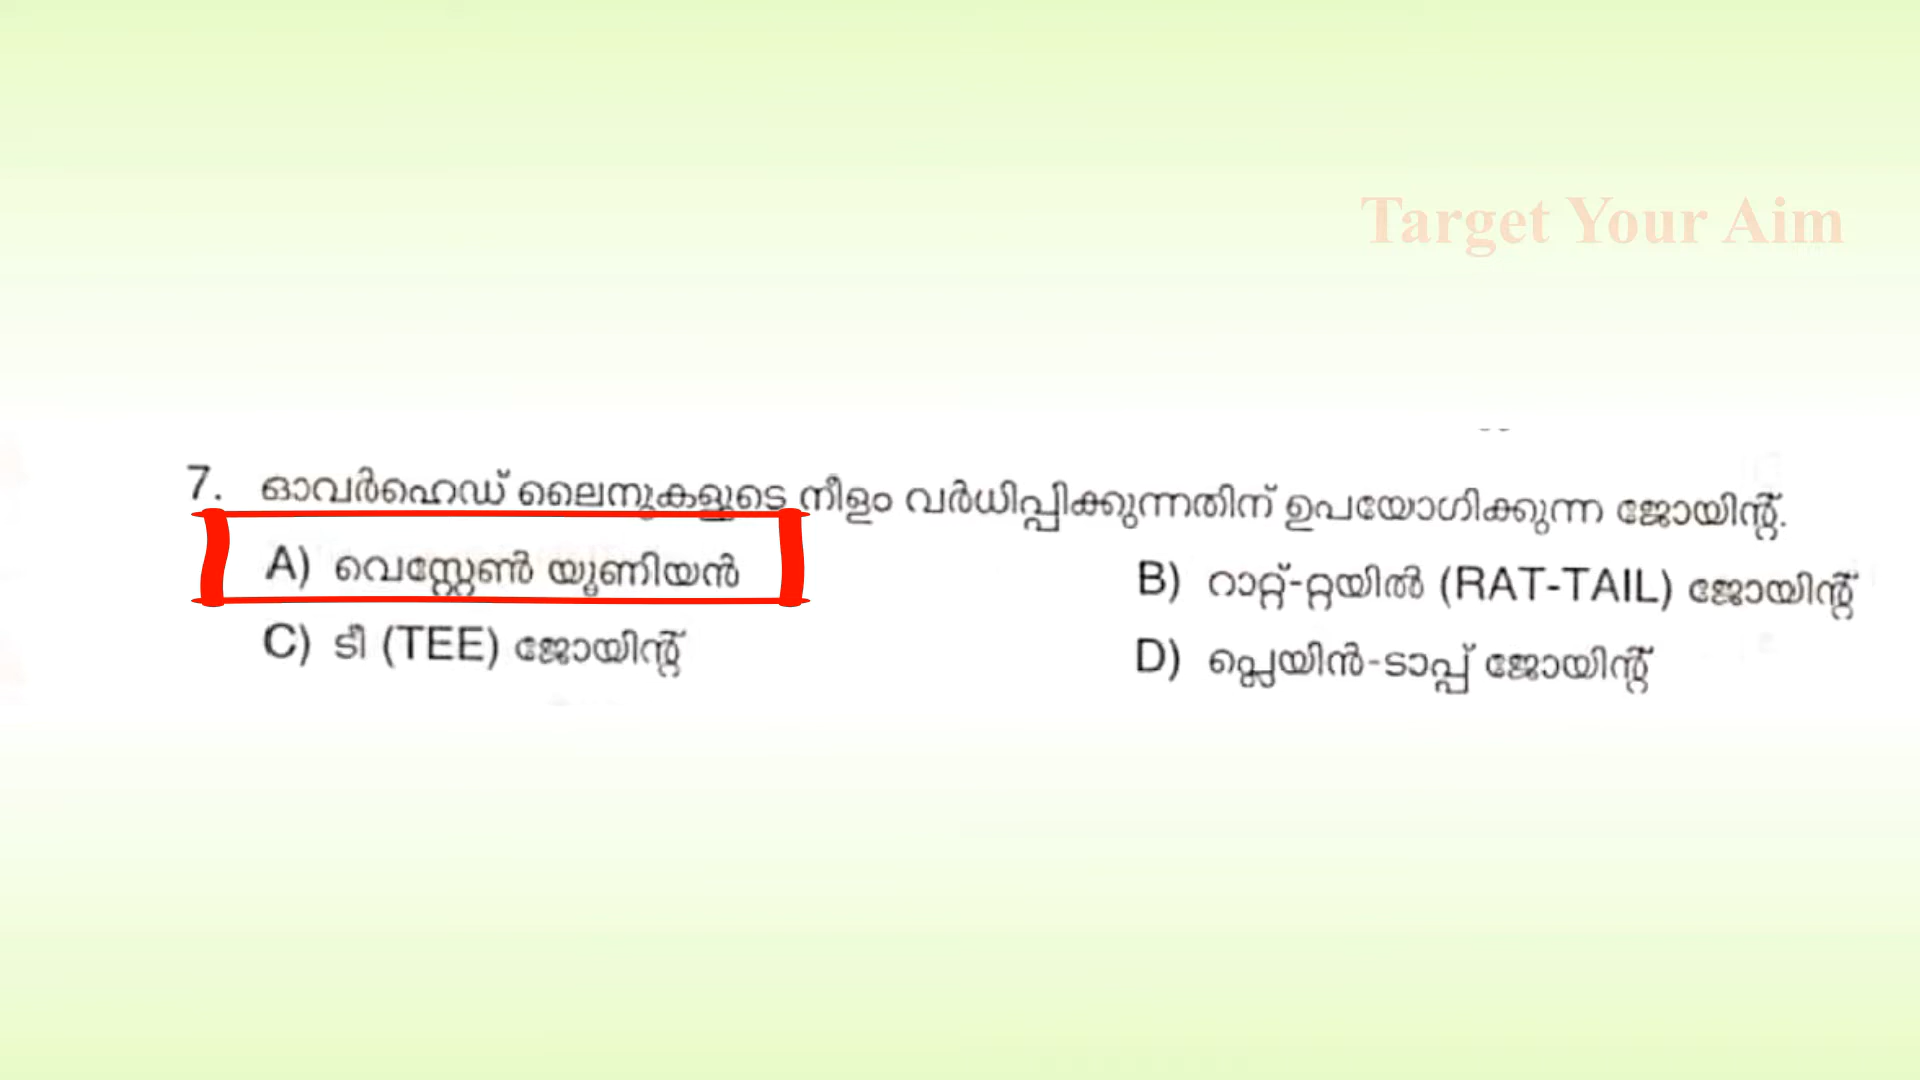 Target Your Aim
7. ഓവർഹെഡ് ലൈനുകളുടെ നീളം വർധിപ്പിക്കുന്നതിന് ഉപയോഗിക്കുന്ന ജോയിന്റ്.
A) വെസ്റ്റേൺ യൂണിയൻ B) റാറ്റ്-റ്റയിൽ (RAT-TAIL) ജോയിന്റ്
C) ടീ (TEE) ജോയിന്റ് D) പ്ലെയിൻ-ടാപ്പ് ജോയിന്റ്